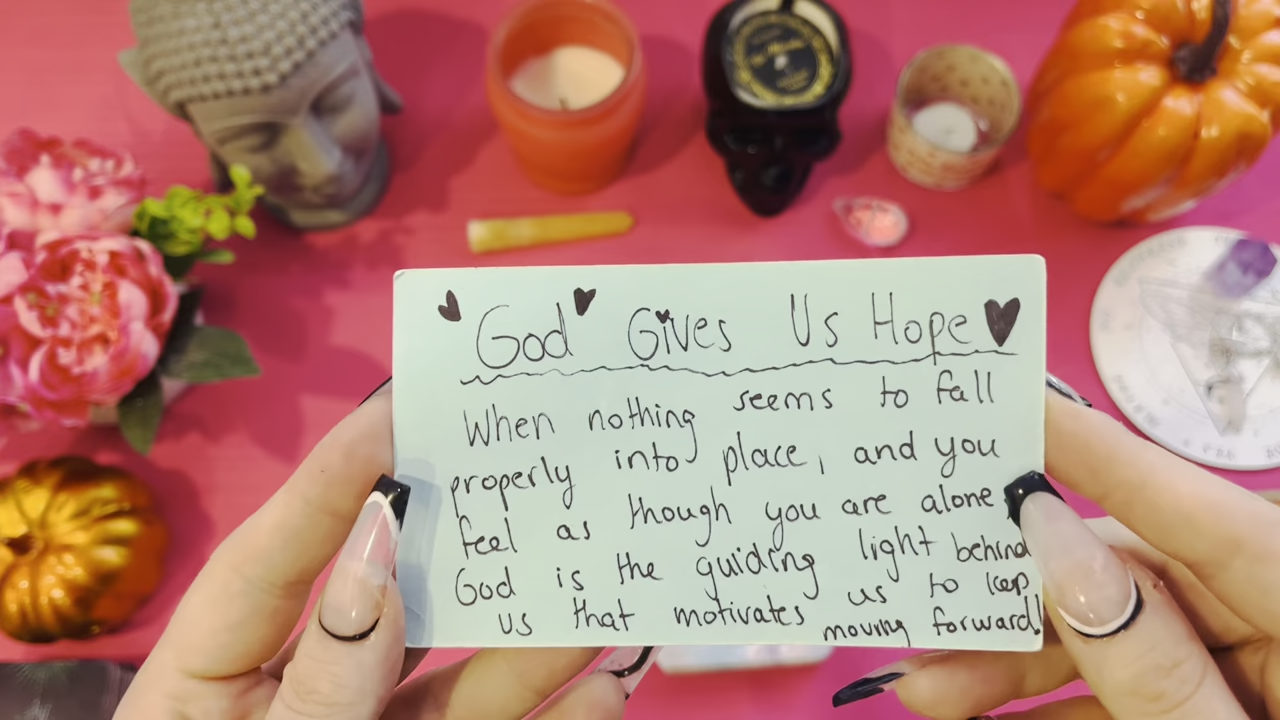 God Gives Us Hope
When nothing seems to fall
properly into place, and you
feel as though you are alone,
God is the guiding light behind
us that motivates us to keep
moving forward!